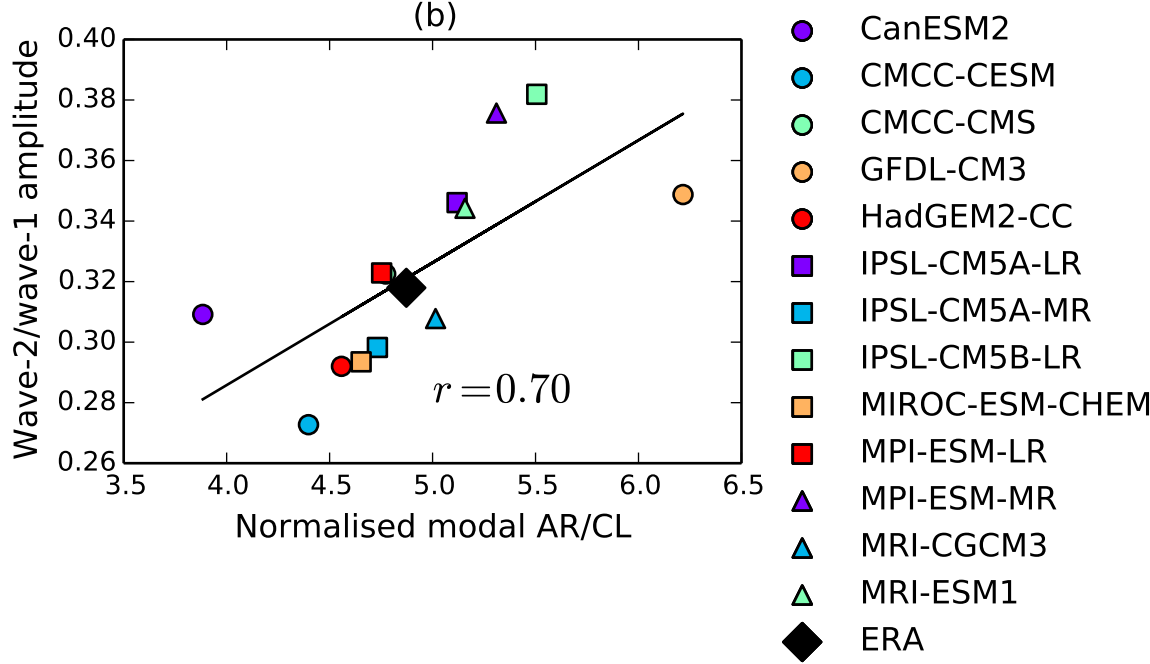 (b)
Wave-2/wave-1 amplitude
0.40
0.38
0.36
0.34
0.32
0.30
0.28
0.26
r=0.70
3.5 4.0 4.5 5.0 5.5 6.0 6.5
Normalised modal AR/CL
CanESM2
CMCC-CESM
CMCC-CMS
GFDL-CM3
HadGEM2-CC
IPSL-CM5A-LR
IPSL-CM5A-MR
IPSL-CM5B-LR
MIROC-ESM-CHEM
MPI-ESM-LR
MPI-ESM-MR
MRI-CGCM3
MRI-ESM1
ERA